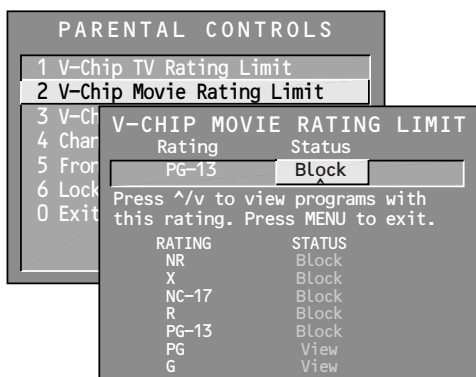 PARENTAL CONTROLS
1 V-Chip TV Rating Limit
2 V-Chip Movie Rating Limit
3 V-Ch
4 Chan
5 Fron
6 Lock
0 Exit
V-CHIP MOVIE RATING LIMIT
Rating Status
PG-13 Block
Press ^/v to view programs with
this rating. Press MENU to exit.
RATING STATUS
NR Block
X Block
NC-17 Block
R Block
PG-13 Block
PG View
G View